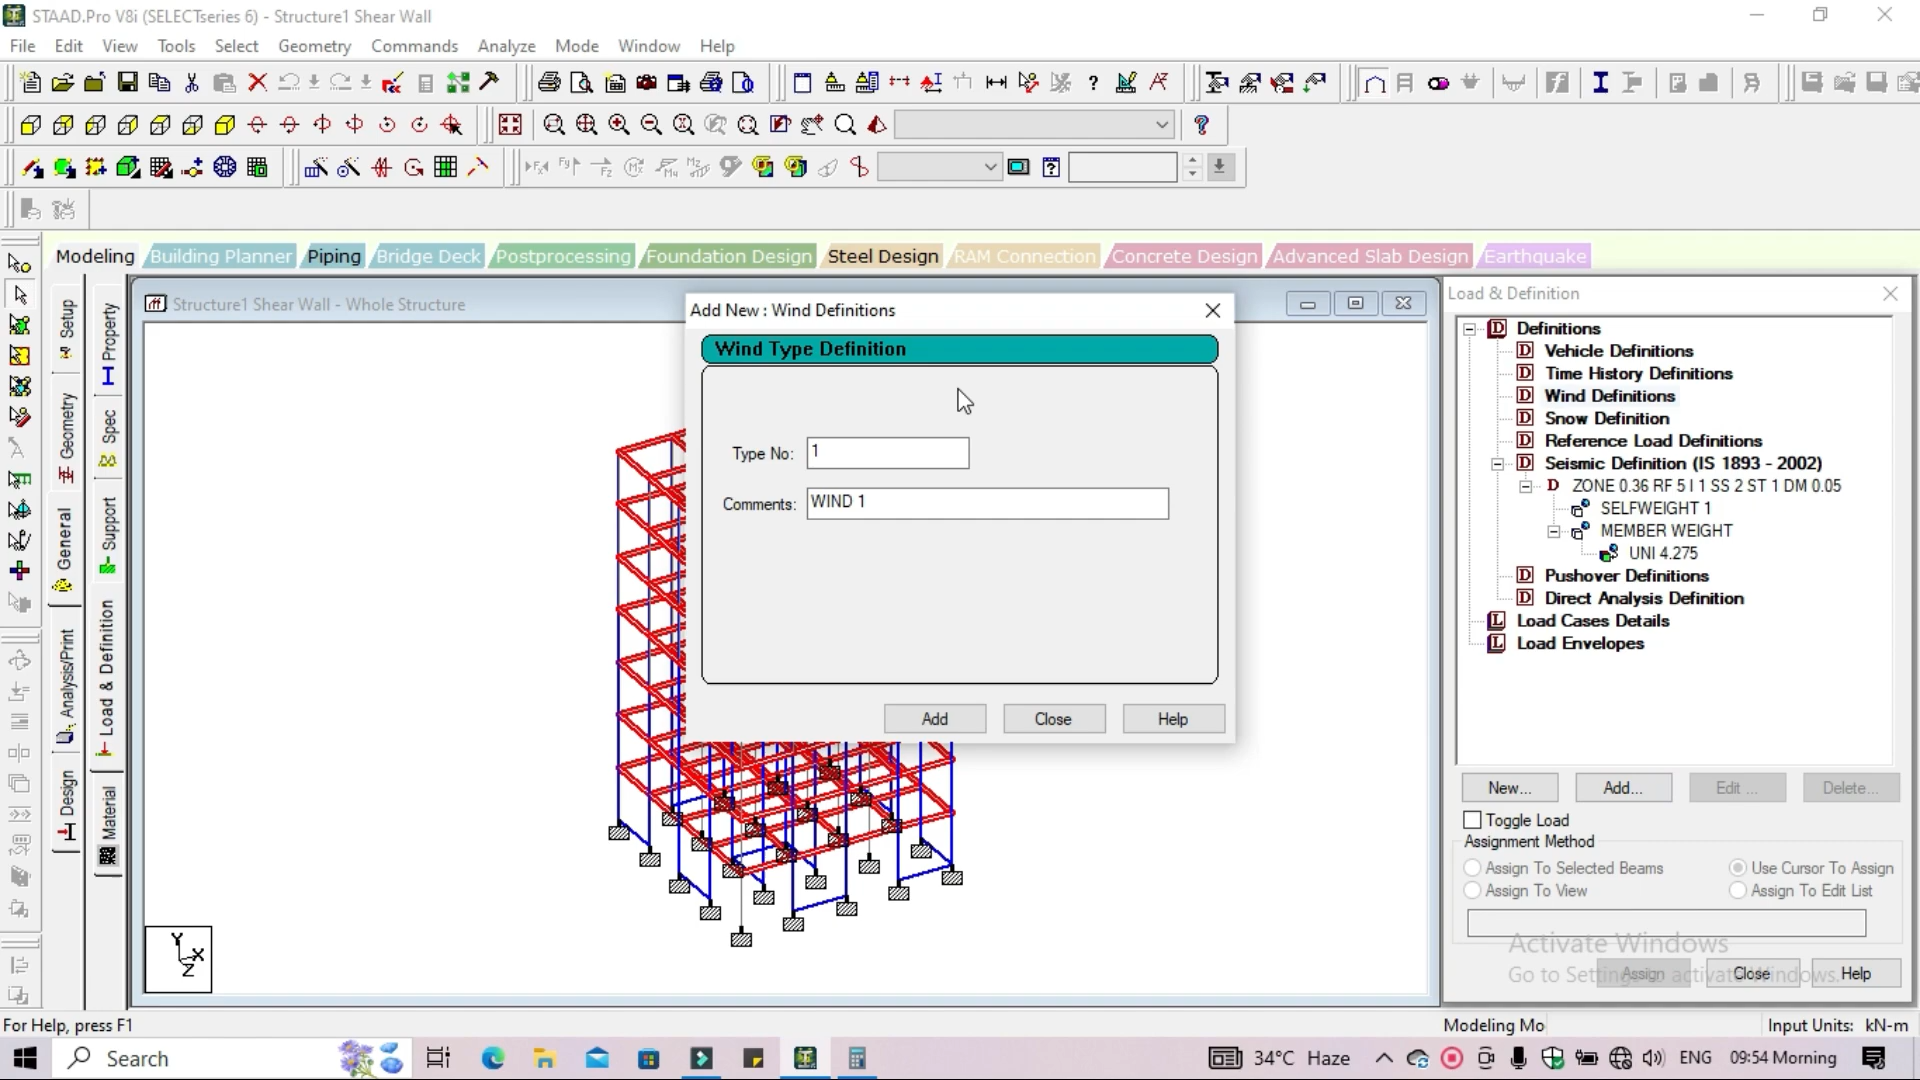 STAAD.Pro V8i (SELECTseries 6) - Structure1 Shear Wall
File Edit View Tools Select Geometry Commands Analyze Mode Window Help
Modeling Building Planner Piping Bridge Deck Postprocessing Foundation Design Steel Design RAM Connection Concrete Design Advanced Slab Design Earthquake
Setup
Geometry
General
Analysis/Print
Design
Property
Spec
Support
Load & Definition
Material
Structure1 Shear Wall - Whole Structure
Add New : Wind Definitions
Wind Type Definition
Type No: 1
Comments: WIND 1
Add Close Help
Y
X
Z
Load & Definition
Definitions
Vehicle Definitions
Time History Definitions
Wind Definitions
Snow Definition
Reference Load Definitions
Seismic Definition (IS 1893 - 2002)
ZONE 0.36 RF 5 I 1 SS 2 ST 1 DM 0.05
SELFWEIGHT 1
MEMBER WEIGHT
UNI 4.275
Pushover Definitions
Direct Analysis Definition
Load Cases Details
Load Envelopes
New... Add... Edit ... Delete...
Toggle Load
Assignment Method
Assign To Selected Beams Use Cursor To Assign
Assign To View Assign To Edit List
Activate Windows
Go to Settings to activate Windows.
Assign Close Help
For Help, press F1 Modeling Mo Input Units: kN-m
Search 34°C Haze ENG 09:54 Morning